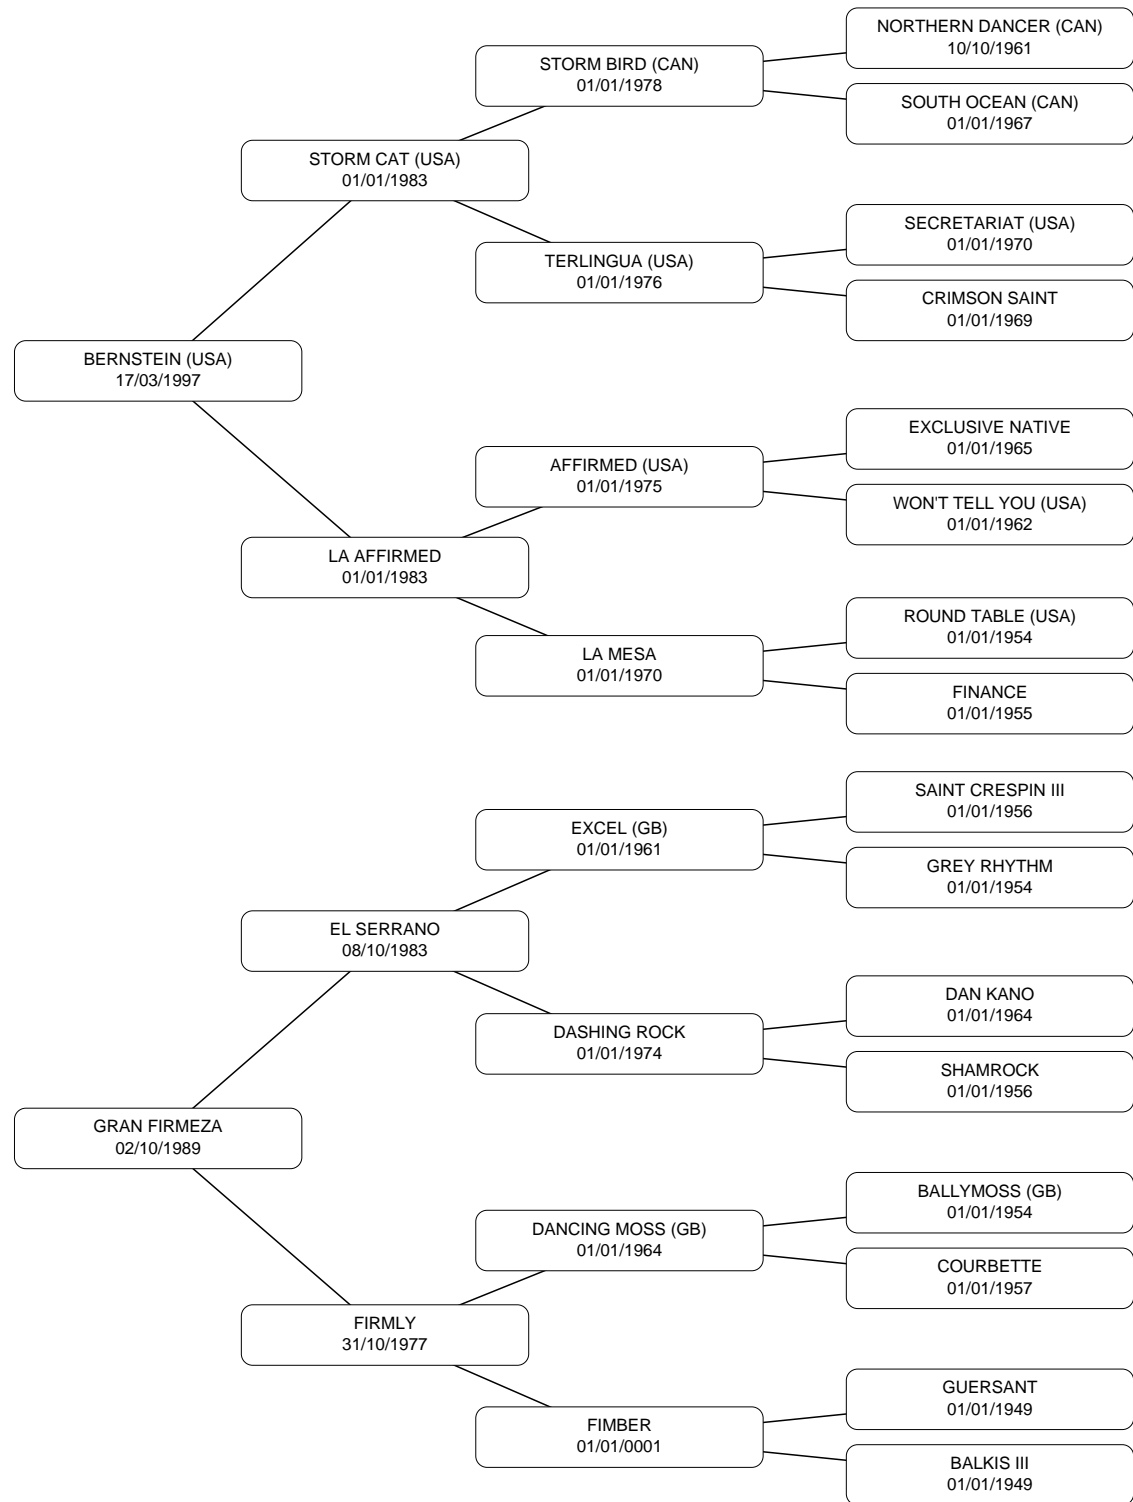 NORTHERN DANCER (CAN)
10/10/1961
STORM BIRD (CAN)
01/01/1978
SOUTH OCEAN (CAN)
01/01/1967
STORM CAT (USA)
01/01/1983
SECRETARIAT (USA)
01/01/1970
TERLINGUA (USA)
01/01/1976
CRIMSON SAINT
01/01/1969
BERNSTEIN (USA)
17/03/1997
EXCLUSIVE NATIVE
01/01/1965
AFFIRMED (USA)
01/01/1975
WON'T TELL YOU (USA)
01/01/1962
LA AFFIRMED
01/01/1983
ROUND TABLE (USA)
01/01/1954
LA MESA
01/01/1970
FINANCE
01/01/1955
SAINT CRESPIN III
01/01/1956
EXCEL (GB)
01/01/1961
GREY RHYTHM
01/01/1954
EL SERRANO
08/10/1983
DAN KANO
01/01/1964
DASHING ROCK
01/01/1974
SHAMROCK
01/01/1956
GRAN FIRMEZA
02/10/1989
BALLYMOSS (GB)
01/01/1954
DANCING MOSS (GB)
01/01/1964
COURBETTE
01/01/1957
FIRMLY
31/10/1977
GUERSANT
01/01/1949
FIMBER
01/01/0001
BALKIS III
01/01/1949